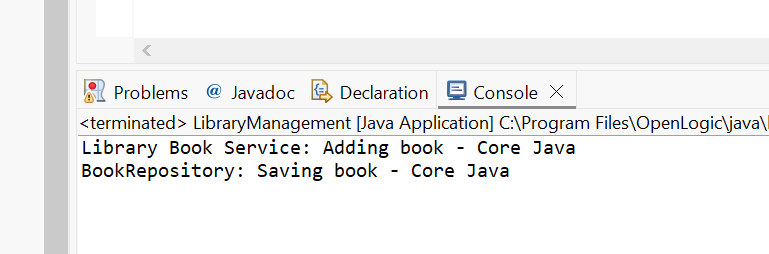 Problems @ Javadoc Declaration Console
<terminated> LibraryManagement [Java Application] C:\Program Files\OpenLogic\java\
Library Book Service: Adding book - Core Java
BookRepository: Saving book - Core Java